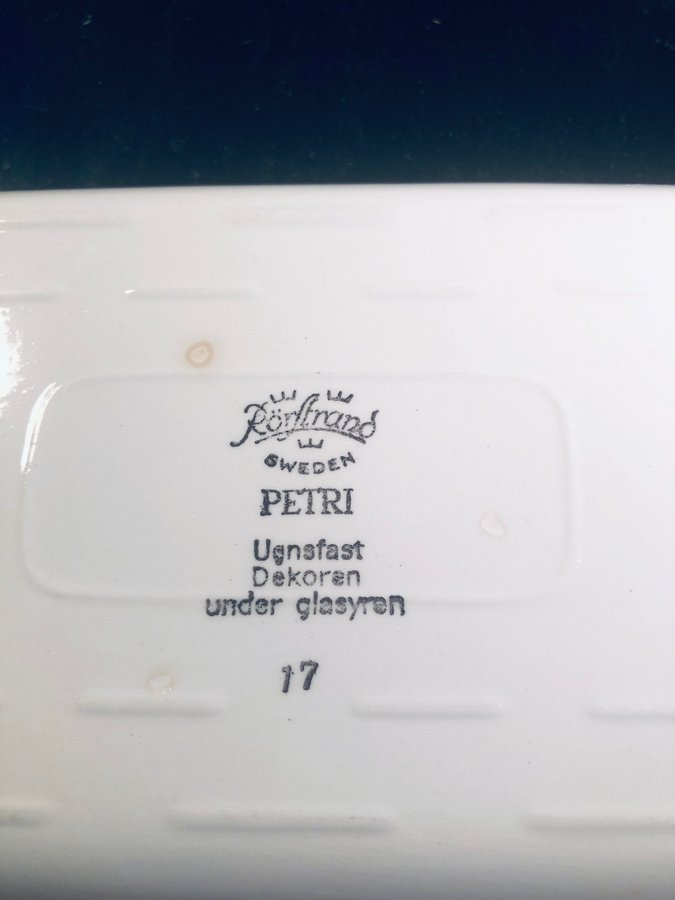 Rörstrand
SWEDEN
PETRI
Ugnsfast
Dekoren
under glasyren
17